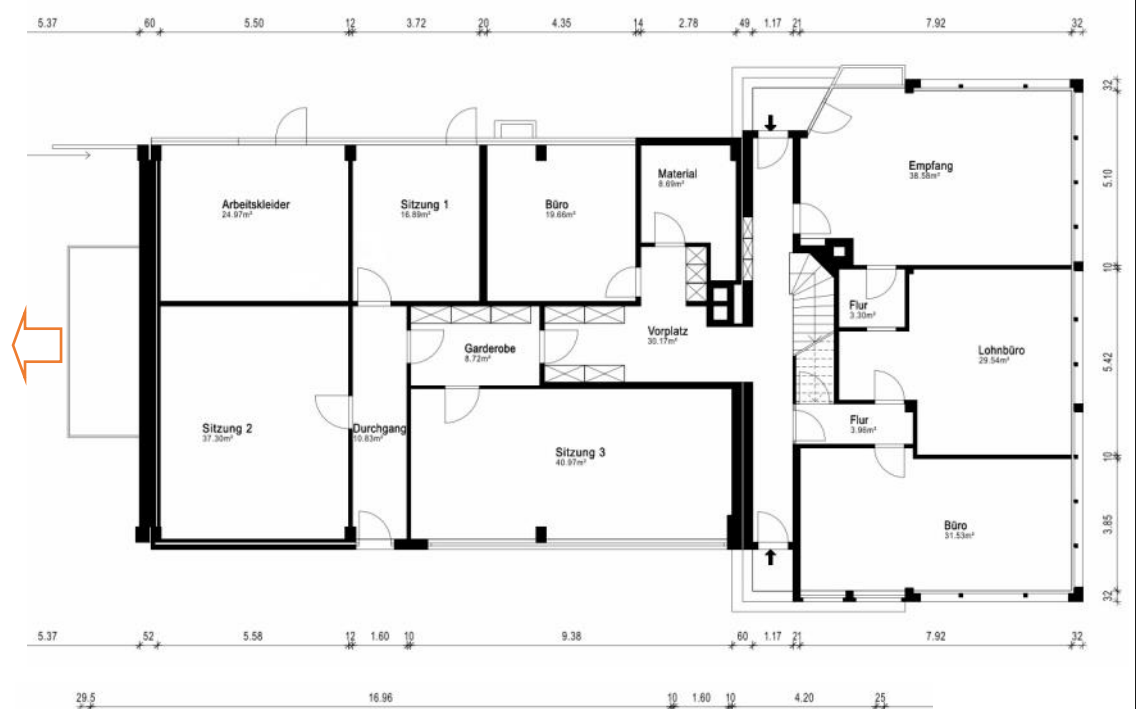 5.37 60 5.50 12 3.72 20 4.35 14 2.78 49 1.17 21 7.92 32
32
Empfang
38.58m²
5.10
Material
8.69m²
Arbeitskleider
24.97m²
Sitzung 1
16.89m²
Büro
19.66m²
10
Flur
3.30m²
Vorplatz
30.17m²
Garderobe
8.72m²
Lohnbüro
29.54m²
5.42
Flur
3.96m²
Sitzung 2
37.30m²
Durchgang
10.83m²
Sitzung 3
40.97m²
10
Büro
31.53m²
3.85
32
5.37 52 5.58 12 1.60 10 9.38 60 1.17 21 7.92 32
29.5 16.96 10 1.60 10 4.20 25